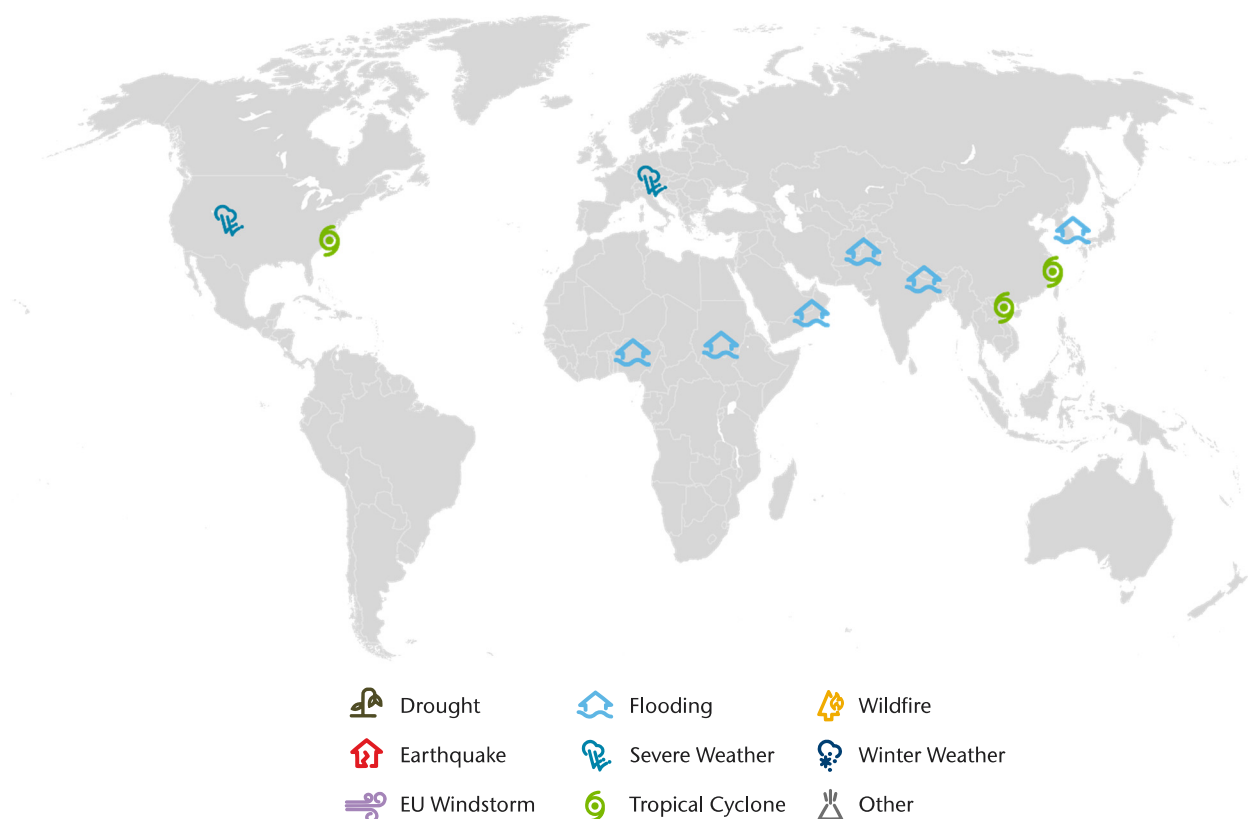 Drought
Flooding
Wildfire
Earthquake
Severe Weather
Winter Weather
EU Windstorm
Tropical Cyclone
Other